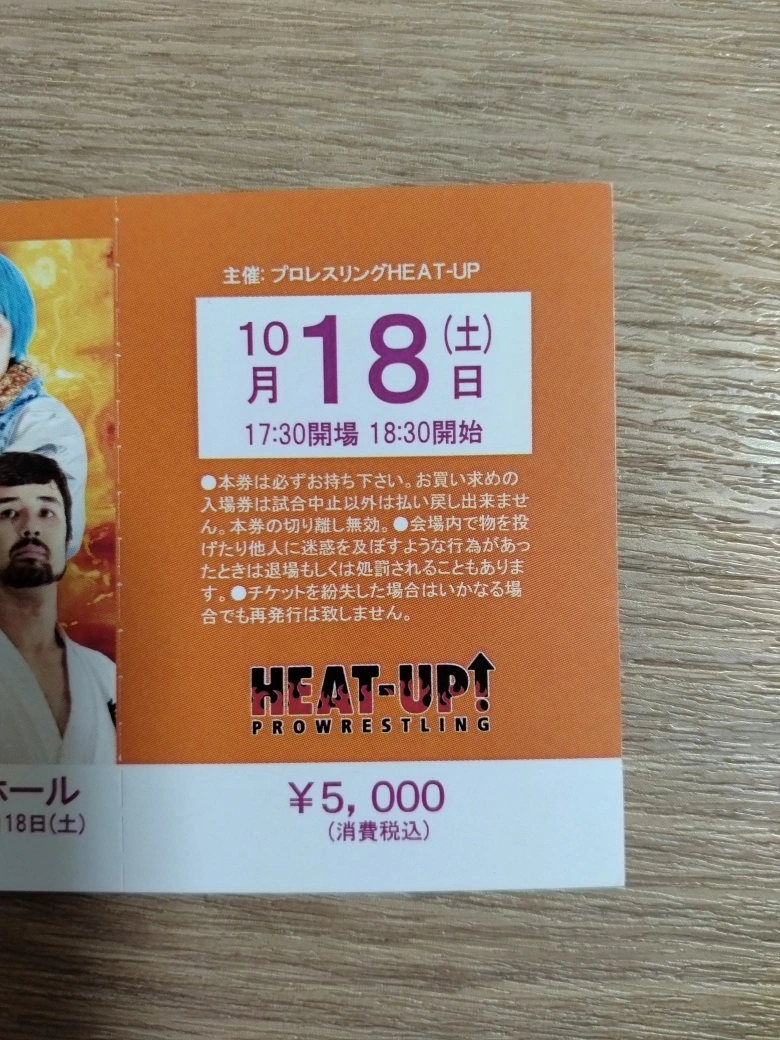 主催: プロレスリングHEAT-UP
10月18日(土)
17:30開場 18:30開始
●本券は必ずお持ち下さい。お買い求めの
入場券は試合中止以外は払い戻し出来ませ
ん。本券の切り離し無効。●会場内で物を投
げたり他人に迷惑を及ぼすような行為があっ
たときは退場もしくは処罰されることもありま
す。●チケットを紛失した場合はいかなる場
合でも再発行は致しません。
HEAT-UP!
PROWRESTLING
ホール
18日(土)
¥5,000
(消費税込)